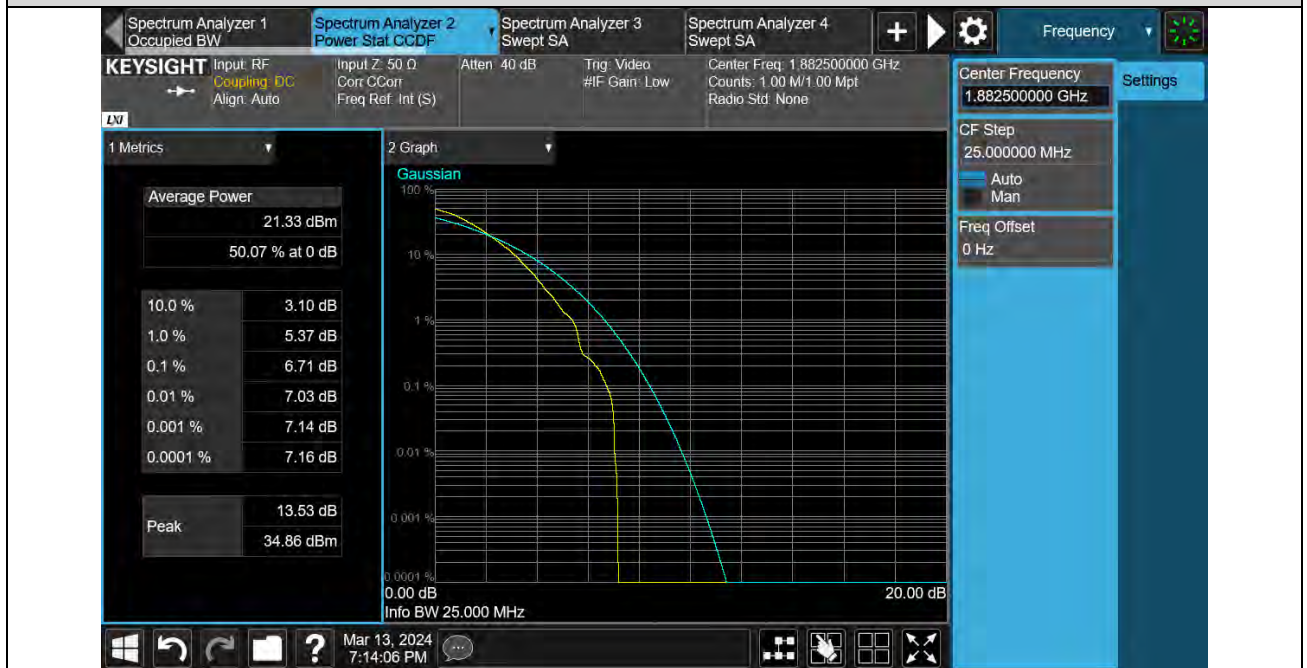 Spectrum Analyzer 1
Occupied BW
Spectrum Analyzer 2
Power Stat CCDF
Spectrum Analyzer 3
Swept SA
Spectrum Analyzer 4
Swept SA
Frequency
KEYSIGHT
LXI
Input: RF
Coupling: DC
Align: Auto
Input Z: 50 Ω
Corr CCorr
Freq Ref: Int (S)
Atten: 40 dB
Trig: Video
#IF Gain: Low
Center Freq: 1.882500000 GHz
Counts: 1.00 M/1.00 Mpt
Radio Std: None
Center Frequency
1.882500000 GHz
Settings
CF Step
25.000000 MHz
Auto
Man
Freq Offset
0 Hz
1 Metrics
Average Power
21.33 dBm
50.07 % at 0 dB
10.0 % 3.10 dB
1.0 % 5.37 dB
0.1 % 6.71 dB
0.01 % 7.03 dB
0.001 % 7.14 dB
0.0001 % 7.16 dB
Peak
13.53 dB
34.86 dBm
2 Graph
Gaussian
100 %
10 %
1 %
0.1 %
0.01 %
0.001 %
0.0001 %
0.00 dB 20.00 dB
Info BW 25.000 MHz
?
Mar 13, 2024
7:14:06 PM